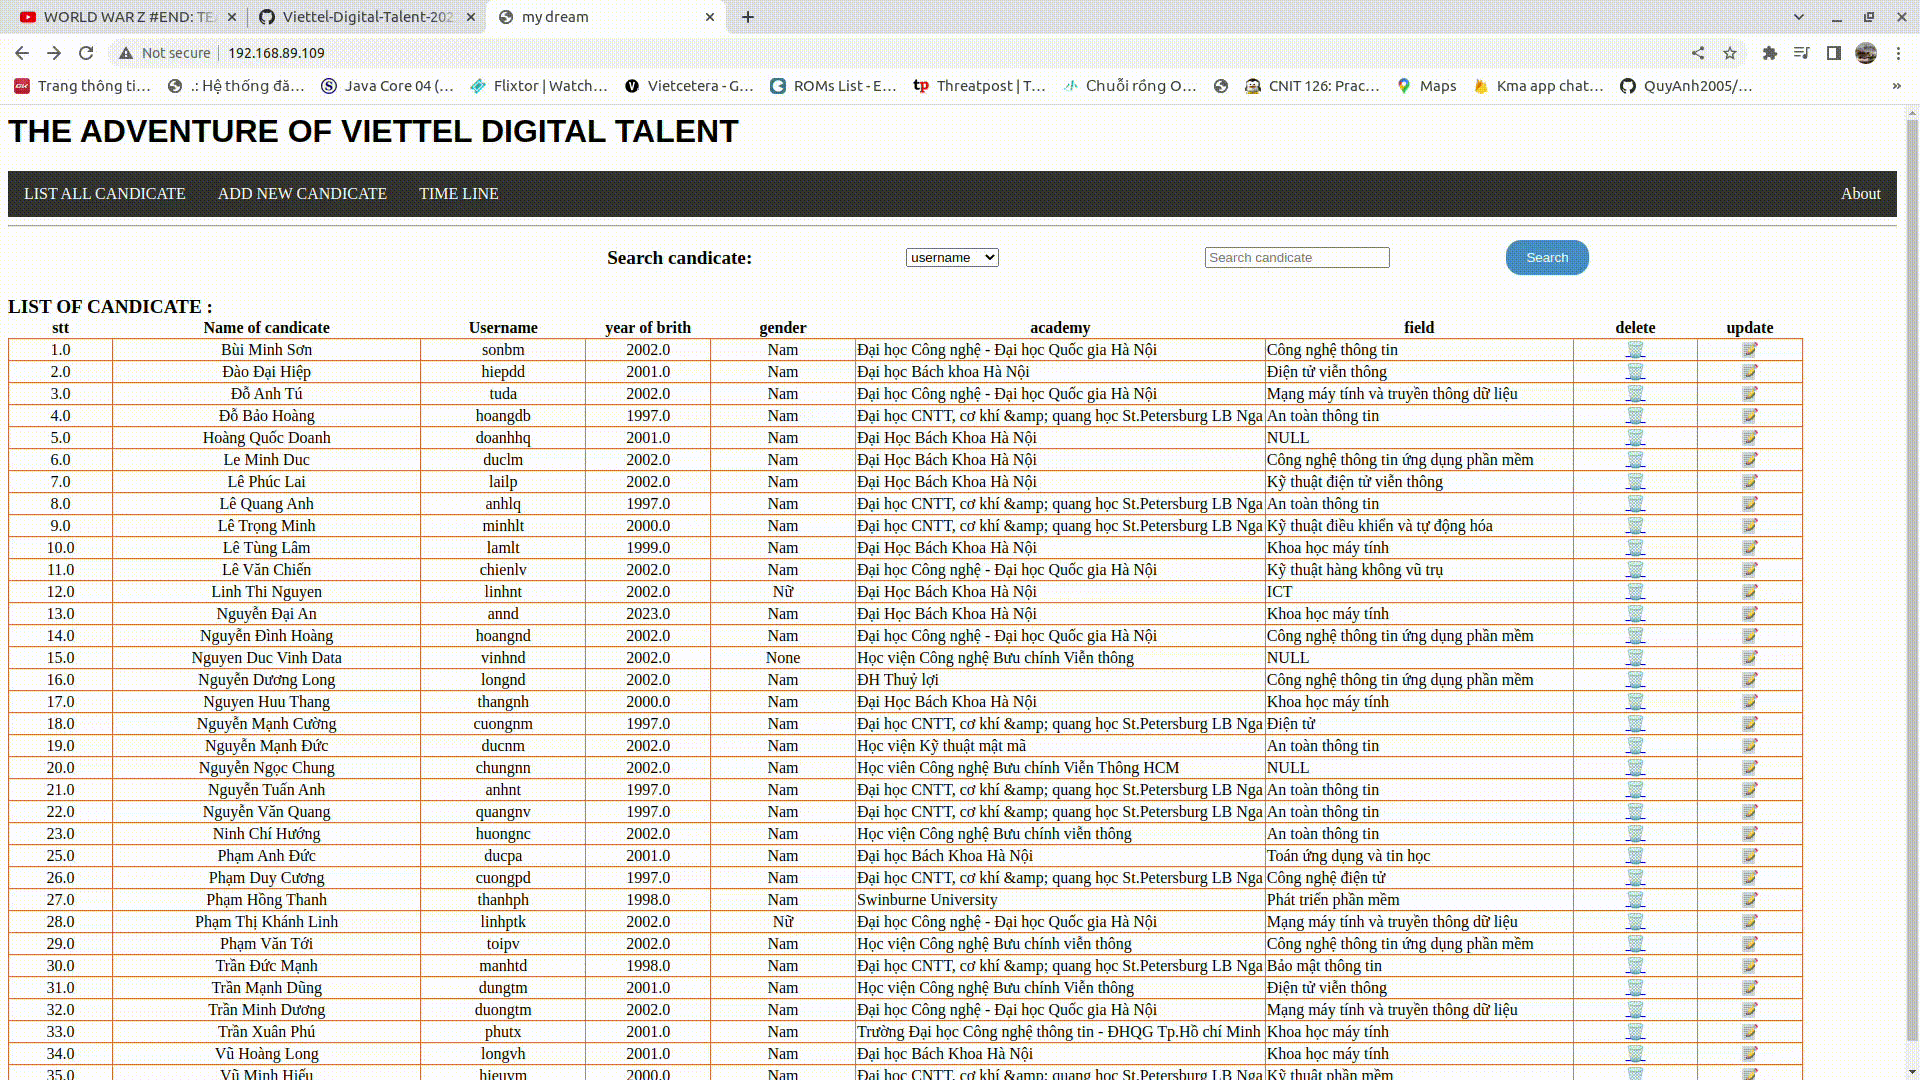 WORLD WAR Z #END: TEA
Viettel-Digital-Talent-202
my dream
Not secure 192.168.89.109
Trang thông ti… .: Hệ thống đă… Java Core 04 (… Flixtor | Watch… Vietcetera - G… ROMs List - E… Threatpost | T… Chuỗi rồng O… CNIT 126: Prac… Maps Kma app chat… QuyAnh2005/… »
THE ADVENTURE OF VIETTEL DIGITAL TALENT
LIST ALL CANDICATE ADD NEW CANDICATE TIME LINE About
Search candicate: username Search candicate Search
LIST OF CANDICATE :
stt Name of candicate Username year of brith gender academy field delete update
1.0 Bùi Minh Sơn sonbm 2002.0 Nam Đại học Công nghệ - Đại học Quốc gia Hà Nội Công nghệ thông tin
2.0 Đào Đại Hiệp hiepdd 2001.0 Nam Đại học Bách khoa Hà Nội Điện tử viễn thông
3.0 Đỗ Anh Tú tuda 2002.0 Nam Đại học Công nghệ - Đại học Quốc gia Hà Nội Mạng máy tính và truyền thông dữ liệu
4.0 Đỗ Bảo Hoàng hoangdb 1997.0 Nam Đại học CNTT, cơ khí &amp; quang học St.Petersburg LB Nga An toàn thông tin
5.0 Hoàng Quốc Doanh doanhhq 2001.0 Nam Đại Học Bách Khoa Hà Nội NULL
6.0 Le Minh Duc duclm 2002.0 Nam Đại Học Bách Khoa Hà Nội Công nghệ thông tin ứng dụng phần mềm
7.0 Lê Phúc Lai lailp 2002.0 Nam Đại Học Bách Khoa Hà Nội Kỹ thuật điện tử viễn thông
8.0 Lê Quang Anh anhlq 1997.0 Nam Đại học CNTT, cơ khí &amp; quang học St.Petersburg LB Nga An toàn thông tin
9.0 Lê Trọng Minh minhlt 2000.0 Nam Đại học CNTT, cơ khí &amp; quang học St.Petersburg LB Nga Kỹ thuật điều khiển và tự động hóa
10.0 Lê Tùng Lâm lamlt 1999.0 Nam Đại Học Bách Khoa Hà Nội Khoa học máy tính
11.0 Lê Văn Chiến chienlv 2002.0 Nam Đại học Công nghệ - Đại học Quốc gia Hà Nội Kỹ thuật hàng không vũ trụ
12.0 Linh Thi Nguyen linhnt 2002.0 Nữ Đại Học Bách Khoa Hà Nội ICT
13.0 Nguyễn Đại An annd 2023.0 Nam Đại Học Bách Khoa Hà Nội Khoa học máy tính
14.0 Nguyễn Đình Hoàng hoangnd 2002.0 Nam Đại học Công nghệ - Đại học Quốc gia Hà Nội Công nghệ thông tin ứng dụng phần mềm
15.0 Nguyen Duc Vinh Data vinhnd 2002.0 None Học viện Công nghệ Bưu chính Viễn thông NULL
16.0 Nguyễn Dương Long longnd 2002.0 Nam ĐH Thuỷ lợi Công nghệ thông tin ứng dụng phần mềm
17.0 Nguyen Huu Thang thangnh 2000.0 Nam Đại Học Bách Khoa Hà Nội Khoa học máy tính
18.0 Nguyễn Mạnh Cường cuongnm 1997.0 Nam Đại học CNTT, cơ khí &amp; quang học St.Petersburg LB Nga Điện tử
19.0 Nguyễn Mạnh Đức ducnm 2002.0 Nam Học viện Kỹ thuật mật mã An toàn thông tin
20.0 Nguyễn Ngọc Chung chungnn 2002.0 Nam Học viên Công nghệ Bưu chính Viễn Thông HCM NULL
21.0 Nguyễn Tuấn Anh anhnt 1997.0 Nam Đại học CNTT, cơ khí &amp; quang học St.Petersburg LB Nga An toàn thông tin
22.0 Nguyễn Văn Quang quangnv 1997.0 Nam Đại học CNTT, cơ khí &amp; quang học St.Petersburg LB Nga An toàn thông tin
23.0 Ninh Chí Hướng huongnc 2002.0 Nam Học viện Công nghệ Bưu chính viễn thông An toàn thông tin
25.0 Phạm Anh Đức ducpa 2001.0 Nam Đại học Bách Khoa Hà Nội Toán ứng dụng và tin học
26.0 Phạm Duy Cương cuongpd 1997.0 Nam Đại học CNTT, cơ khí &amp; quang học St.Petersburg LB Nga Công nghệ điện tử
27.0 Phạm Hồng Thanh thanhph 1998.0 Nam Swinburne University Phát triển phần mềm
28.0 Phạm Thị Khánh Linh linhptk 2002.0 Nữ Đại học Công nghệ - Đại học Quốc gia Hà Nội Mạng máy tính và truyền thông dữ liệu
29.0 Phạm Văn Tới toipv 2002.0 Nam Học viện Công nghệ Bưu chính viễn thông Công nghệ thông tin ứng dụng phần mềm
30.0 Trần Đức Mạnh manhtd 1998.0 Nam Đại học CNTT, cơ khí &amp; quang học St.Petersburg LB Nga Bảo mật thông tin
31.0 Trần Mạnh Dũng dungtm 2001.0 Nam Học viện Công nghệ Bưu chính Viễn thông Điện tử viễn thông
32.0 Trần Minh Dương duongtm 2002.0 Nam Đại học Công nghệ - Đại học Quốc gia Hà Nội Mạng máy tính và truyền thông dữ liệu
33.0 Trần Xuân Phú phutx 2001.0 Nam Trường Đại học Công nghệ thông tin - ĐHQG Tp.Hồ chí Minh Khoa học máy tính
34.0 Vũ Hoàng Long longvh 2001.0 Nam Đại học Bách Khoa Hà Nội Khoa học máy tính
35.0 Vũ Minh Hiếu hieuvm 2000.0 Nam Đại học CNTT, cơ khí &amp; quang học St.Petersburg LB Nga Kỹ thuật phần mềm